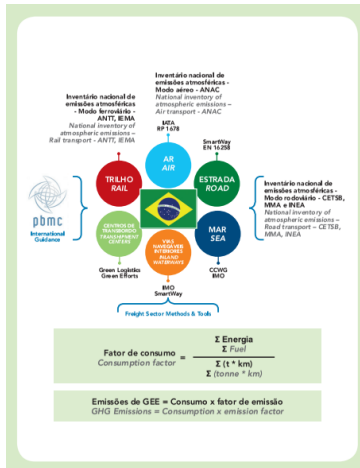 Inventário nacional de
emissões atmosféricas -
Modo aéreo - ANAC
National inventory of
atmospheric emissions –
Air transport - ANAC
Inventário nacional de
emissões atmosféricas
- Modo ferroviário -
ANTT, IEMA
National inventory of
atmospheric emissions –
Rail transport - ANTT, IEMA
IATA
RP 1678
SmartWay
EN 16258
AR
AIR
TRILHO
RAIL
ESTRADA
ROAD
pbmc
International
Guidance
Inventário nacional de
emissões atmosféricas -
Modo rodoviário - CETSB,
MMA e INEA
National inventory of
atmospheric emissions –
Road transport – CETSB,
MMA, INEA
CENTROS DE
TRANSBORDO
TRANSHIPMENT
CENTERS
VIAS
NAVEGÁVEIS
INTERIORES
INLAND
WATERWAYS
MAR
SEA
Green Logistics
Green Efforts
IMO
SmartWay
CCWG
IMO
Freight Sector Methods & Tools
Fator de consumo
Consumption factor
=
Σ Energia
Σ Fuel
Σ (t * km)
Σ (tonne * km)
Emissões de GEE = Consumo x fator de emissão
GHG Emissions = Consumption x emission factor